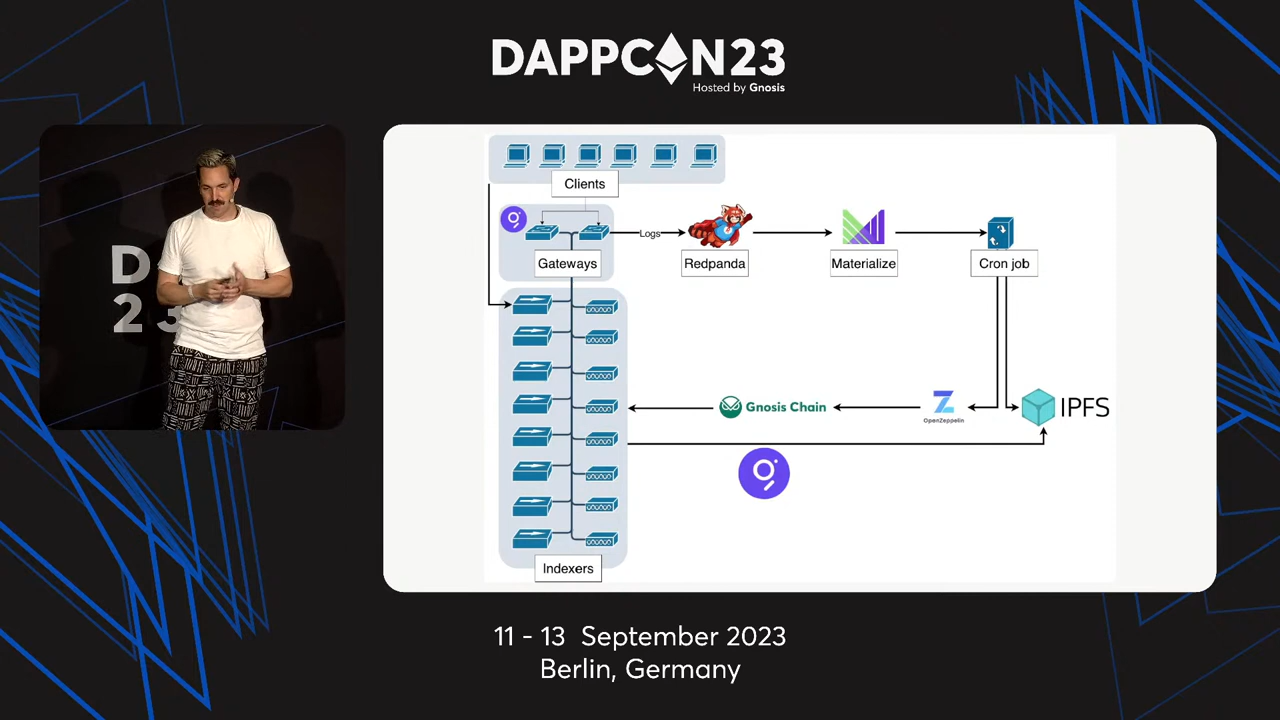 DAPPCON23
Hosted by Gnosis
D
23
Clients
Gateways
Logs
Redpanda
Materialize
Cron job
Gnosis Chain
OpenZeppelin
IPFS
Indexers
11 - 13 September 2023
Berlin, Germany